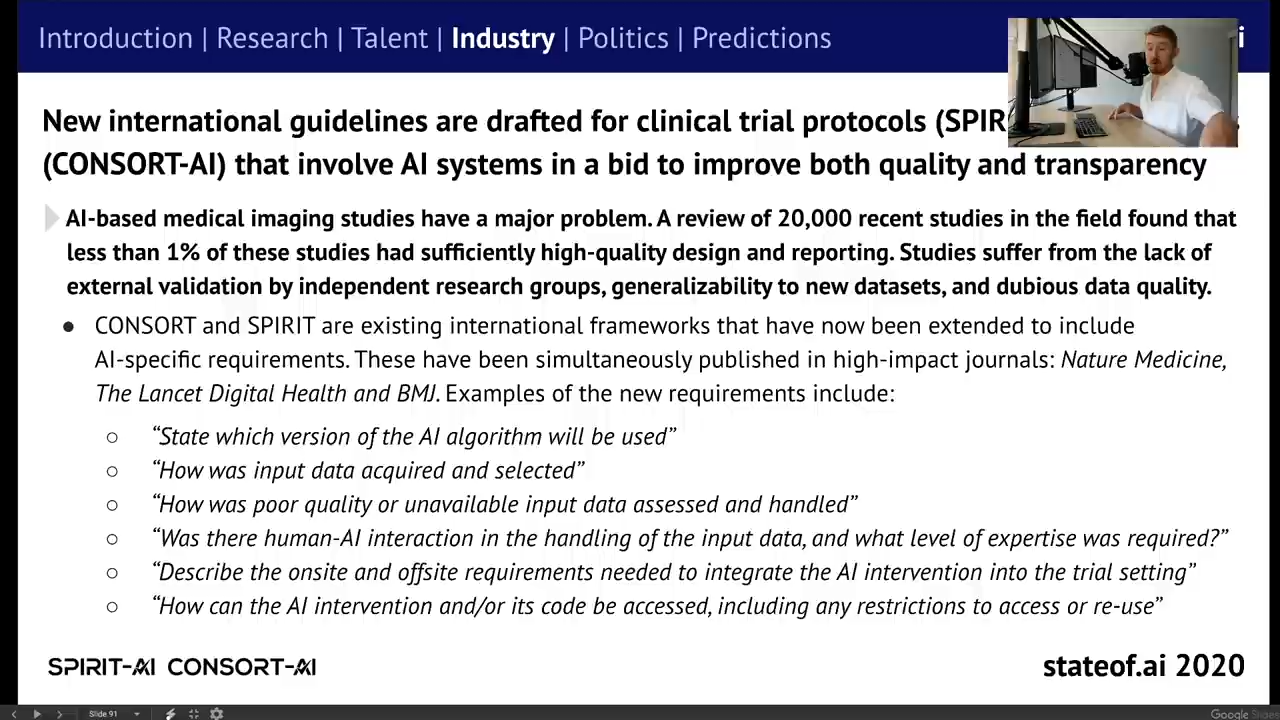 Introduction | Research | Talent | Industry | Politics | Predictions
i
New international guidelines are drafted for clinical trial protocols (SPIR
(CONSORT-AI) that involve AI systems in a bid to improve both quality and transparency
AI-based medical imaging studies have a major problem. A review of 20,000 recent studies in the field found that
less than 1% of these studies had sufficiently high-quality design and reporting. Studies suffer from the lack of
external validation by independent research groups, generalizability to new datasets, and dubious data quality.
● CONSORT and SPIRIT are existing international frameworks that have now been extended to include
AI-specific requirements. These have been simultaneously published in high-impact journals: Nature Medicine,
The Lancet Digital Health and BMJ. Examples of the new requirements include:
○ “State which version of the AI algorithm will be used”
○ “How was input data acquired and selected”
○ “How was poor quality or unavailable input data assessed and handled”
○ “Was there human-AI interaction in the handling of the input data, and what level of expertise was required?”
○ “Describe the onsite and offsite requirements needed to integrate the AI intervention into the trial setting”
○ “How can the AI intervention and/or its code be accessed, including any restrictions to access or re-use”
SPIRIT-AI CONSORT-AI
stateof.ai 2020
Slide 91
Google Slides